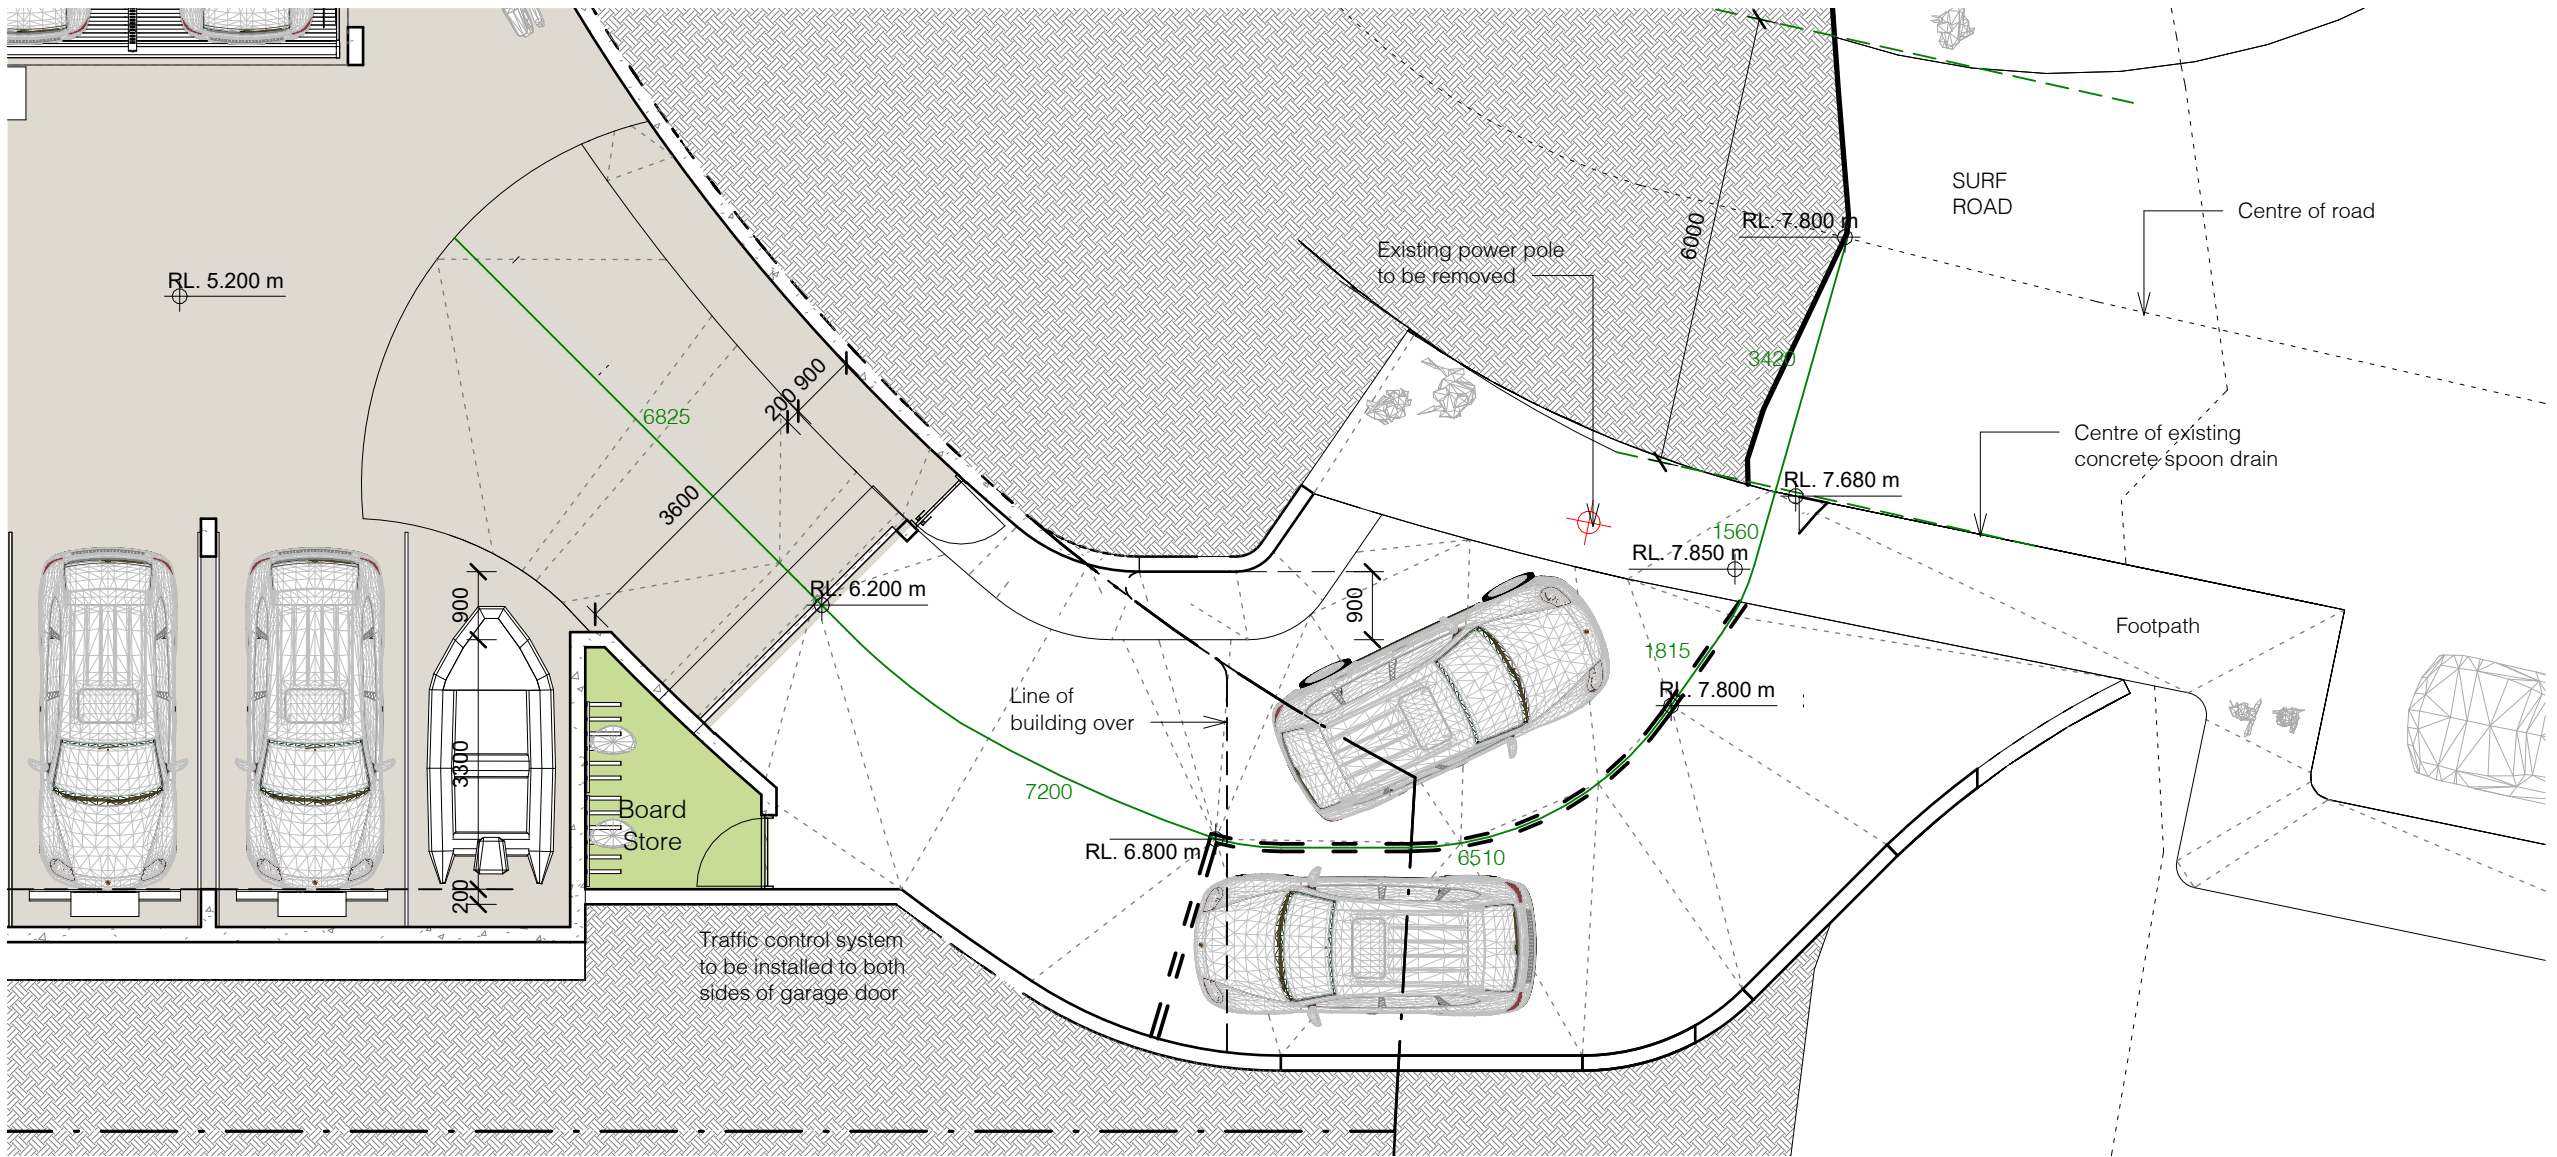 SURF
ROAD
Centre of road
RL. 7.800 m
6000
Existing power pole
to be removed
RL. 5.200 m
3420
900
200
6825
3600
Centre of existing
concrete spoon drain
RL. 7.680 m
1560
RL. 7.850 m
RL. 6.200 m
900
900
Footpath
1815
RL. 7.800 m
Line of
building over
3300
7200
Board
Store
RL. 6.800 m
6510
200
Traffic control system
to be installed to both
sides of garage door